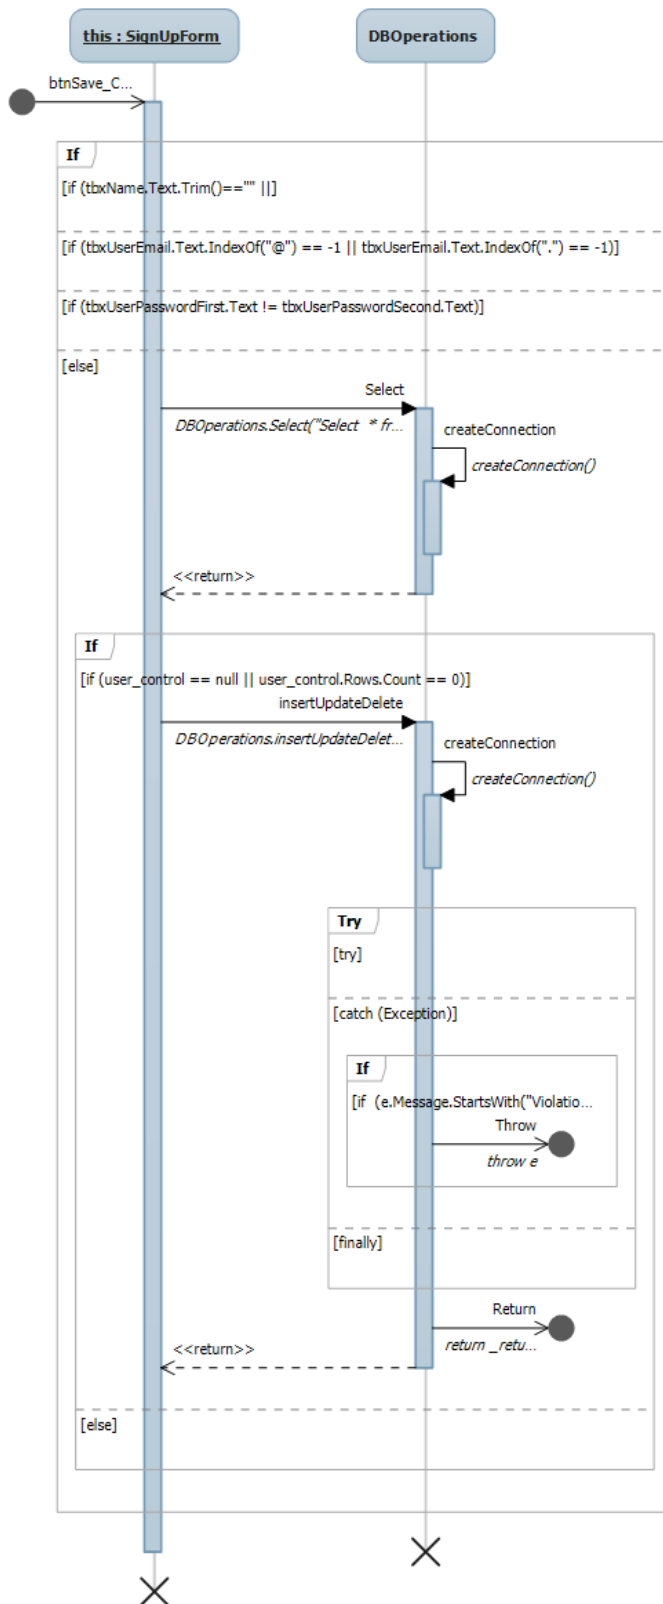 this : SignUpForm
DBOperations
btnSave_C...
If
[if (tbxName.Text.Trim()=="" ||]
[if (tbxUserEmail.Text.IndexOf("@") == -1 || tbxUserEmail.Text.IndexOf(".") == -1)]
[if (tbxUserPasswordFirst.Text != tbxUserPasswordSecond.Text)]
[else]
Select
DBOperations.Select("Select * fr...
createConnection
createConnection()
<<return>>
If
[if (user_control == null || user_control.Rows.Count == 0)]
insertUpdateDelete
DBOperations.insertUpdateDelet...
createConnection
createConnection()
Try
[try]
[catch (Exception)]
If
[if (e.Message.StartsWith("Violatio...
Throw
throw e
[finally]
Return
return _retu...
<<return>>
[else]